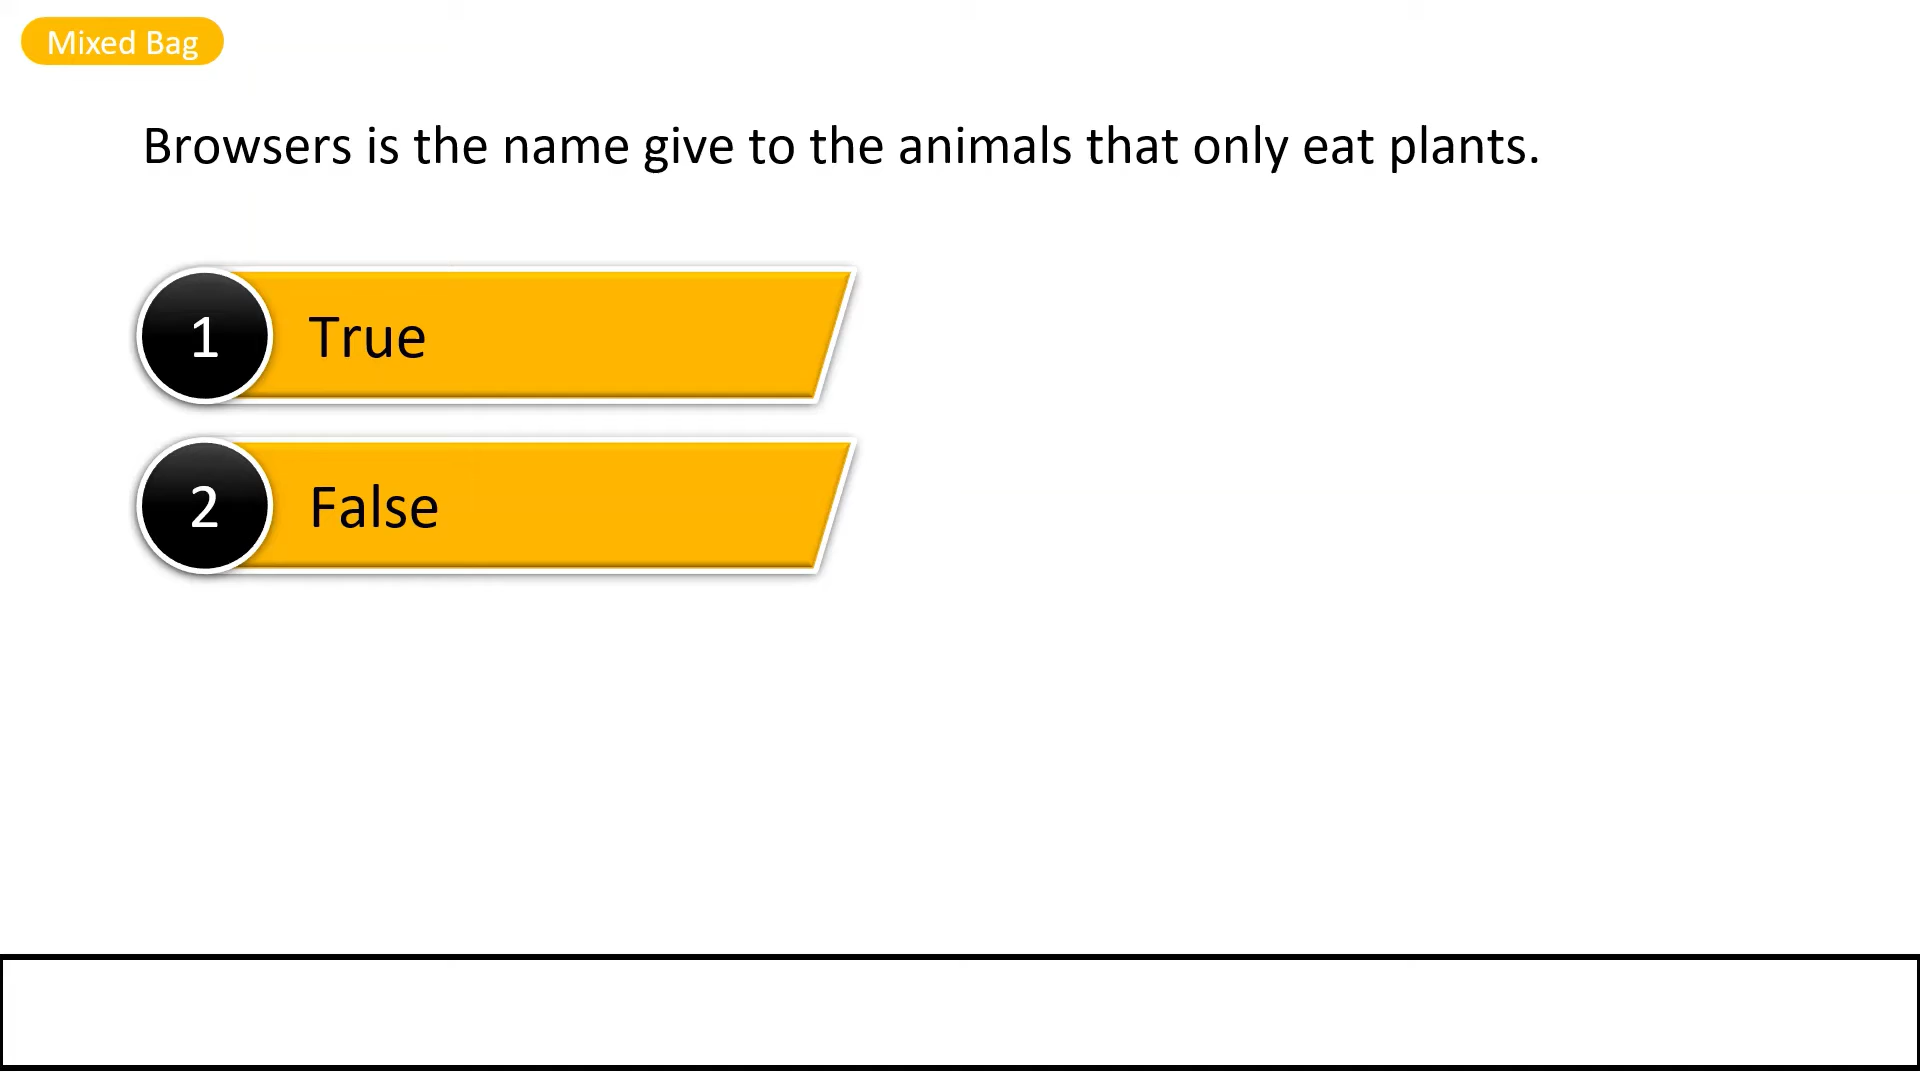 Mixed Bag
Browsers is the name give to the animals that only eat plants.
1 True
2 False